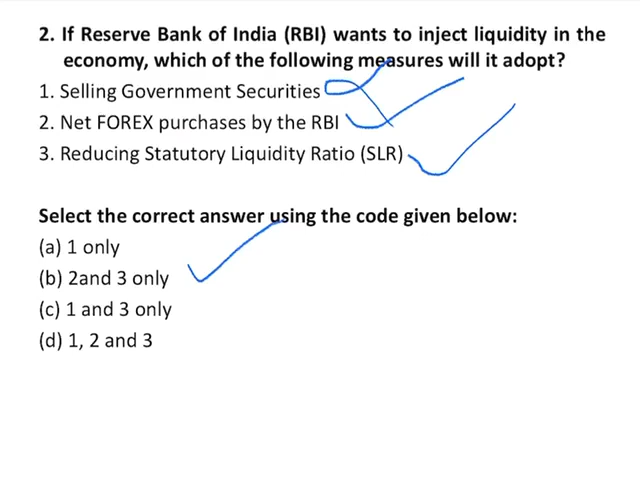 2. If Reserve Bank of India (RBI) wants to inject liquidity in the
economy, which of the following measures will it adopt?
1. Selling Government Securities
2. Net FOREX purchases by the RBI
3. Reducing Statutory Liquidity Ratio (SLR)
Select the correct answer using the code given below:
(a) 1 only
(b) 2and 3 only
(c) 1 and 3 only
(d) 1, 2 and 3